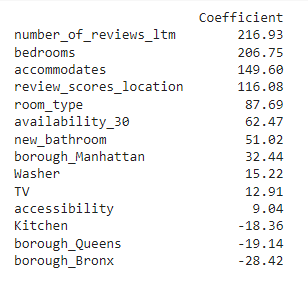 Coefficient
number_of_reviews_ltm 216.93
bedrooms 206.75
accommodates 149.60
review_scores_location 116.08
room_type 87.69
availability_30 62.47
new_bathroom 51.02
borough_Manhattan 32.44
Washer 15.22
TV 12.91
accessibility 9.04
Kitchen -18.36
borough_Queens -19.14
borough_Bronx -28.42